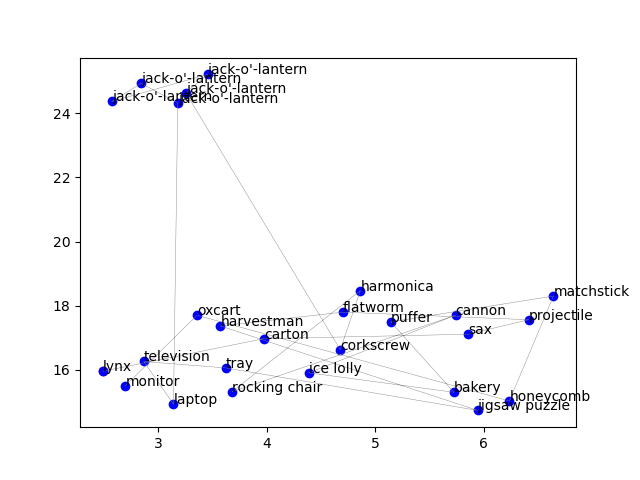 jack-o'-lantern
jack-o'-lantern
jack-o'-lantern
jack-o'-lantern
jack-o'-lantern
24
22
20
18
16
harmonica
matchstick
oxcart
flatworm
cannon
puffer
projectile
harvestman
sax
carton
corkscrew
television
lynx
tray
ice lolly
monitor
rocking chair
bakery
laptop
honeycomb
jigsaw puzzle
3
4
5
6